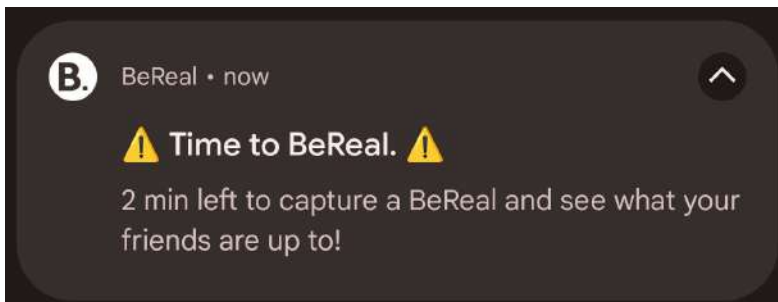 B.
BeReal • now
⚠️ Time to BeReal. ⚠️
2 min left to capture a BeReal and see what your
friends are up to!